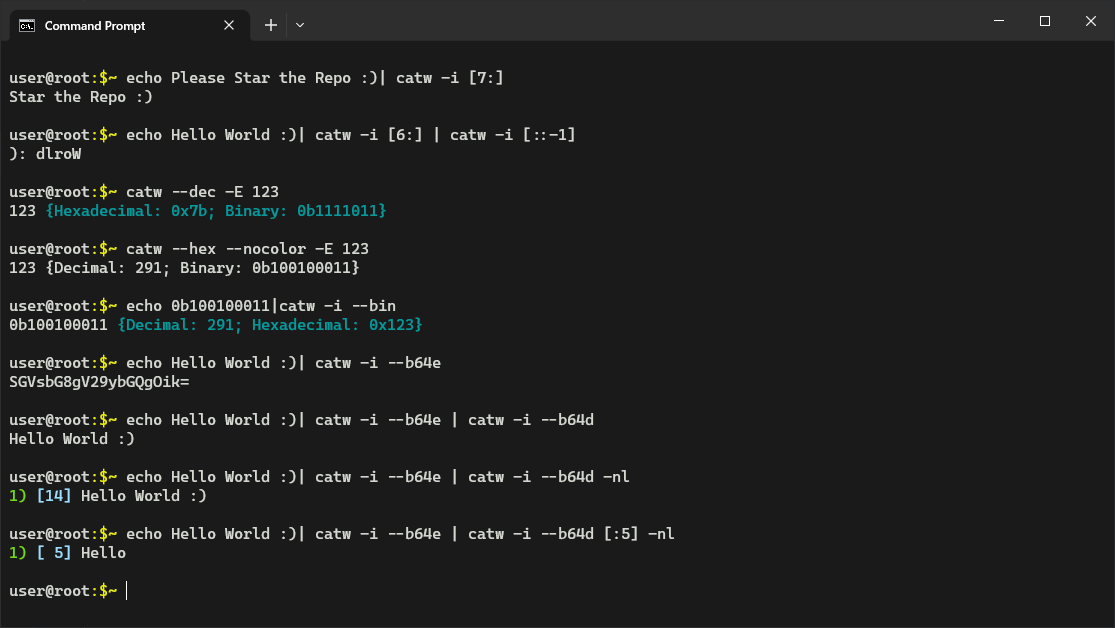 Command Prompt
user@root:$~ echo Please Star the Repo :)| catw -i [7:]
Star the Repo :)
user@root:$~ echo Hello World :)| catw -i [6:] | catw -i [::-1]
): dlroW
user@root:$~ catw --dec -E 123
123 {Hexadecimal: 0x7b; Binary: 0b1111011}
user@root:$~ catw --hex --nocolor -E 123
123 {Decimal: 291; Binary: 0b100100011}
user@root:$~ echo 0b100100011|catw -i --bin
0b100100011 {Decimal: 291; Hexadecimal: 0x123}
user@root:$~ echo Hello World :)| catw -i --b64e
SGVsbG8gV29ybGQgOik=
user@root:$~ echo Hello World :)| catw -i --b64e | catw -i --b64d
Hello World :)
user@root:$~ echo Hello World :)| catw -i --b64e | catw -i --b64d -nl
1) [14] Hello World :)
user@root:$~ echo Hello World :)| catw -i --b64e | catw -i --b64d [:5] -nl
1) [ 5] Hello
user@root:$~